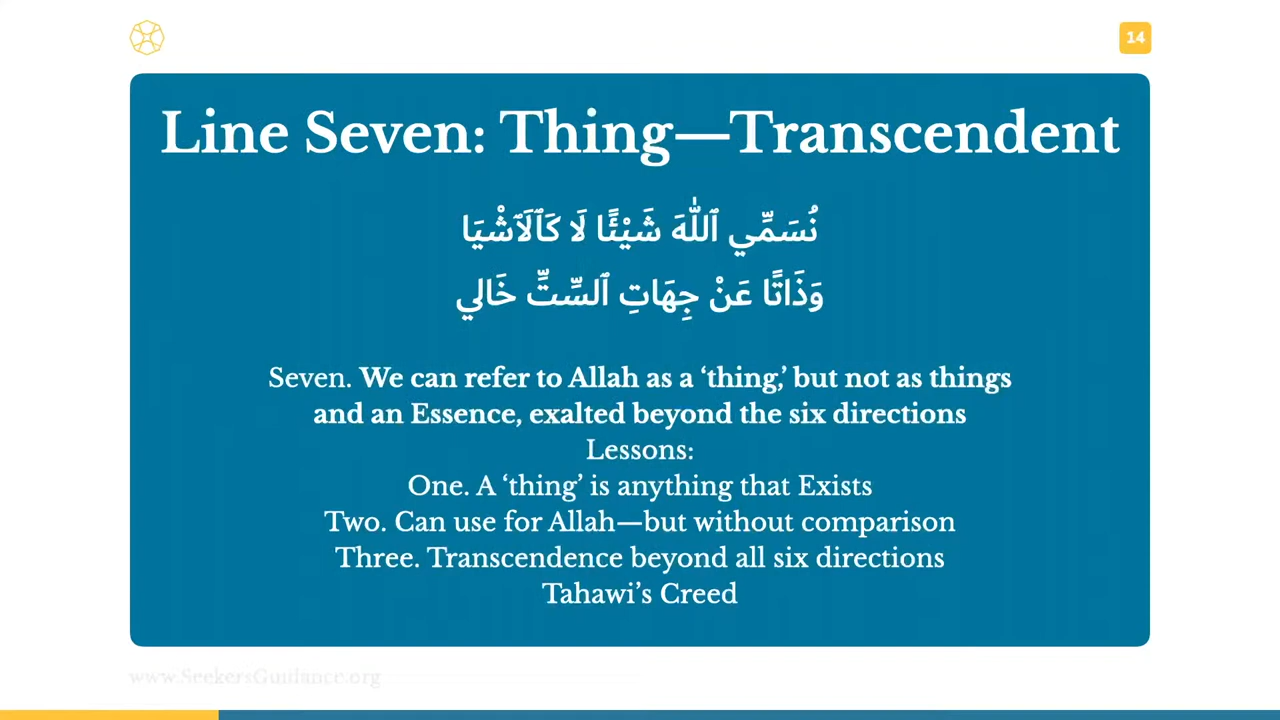 14
Line Seven: Thing—Transcendent
نُسَمِّي ٱللّٰهَ شَيْئًا لَا كَٱلَاَشْيَا
وَذَاتًا عَنْ جِهَاتِ ٱلسِّتِّ خَالي
Seven. We can refer to Allah as a ‘thing,’ but not as things
and an Essence, exalted beyond the six directions
Lessons:
One. A ‘thing’ is anything that Exists
Two. Can use for Allah—but without comparison
Three. Transcendence beyond all six directions
Tahawi’s Creed
www.SeekersGuidance.org